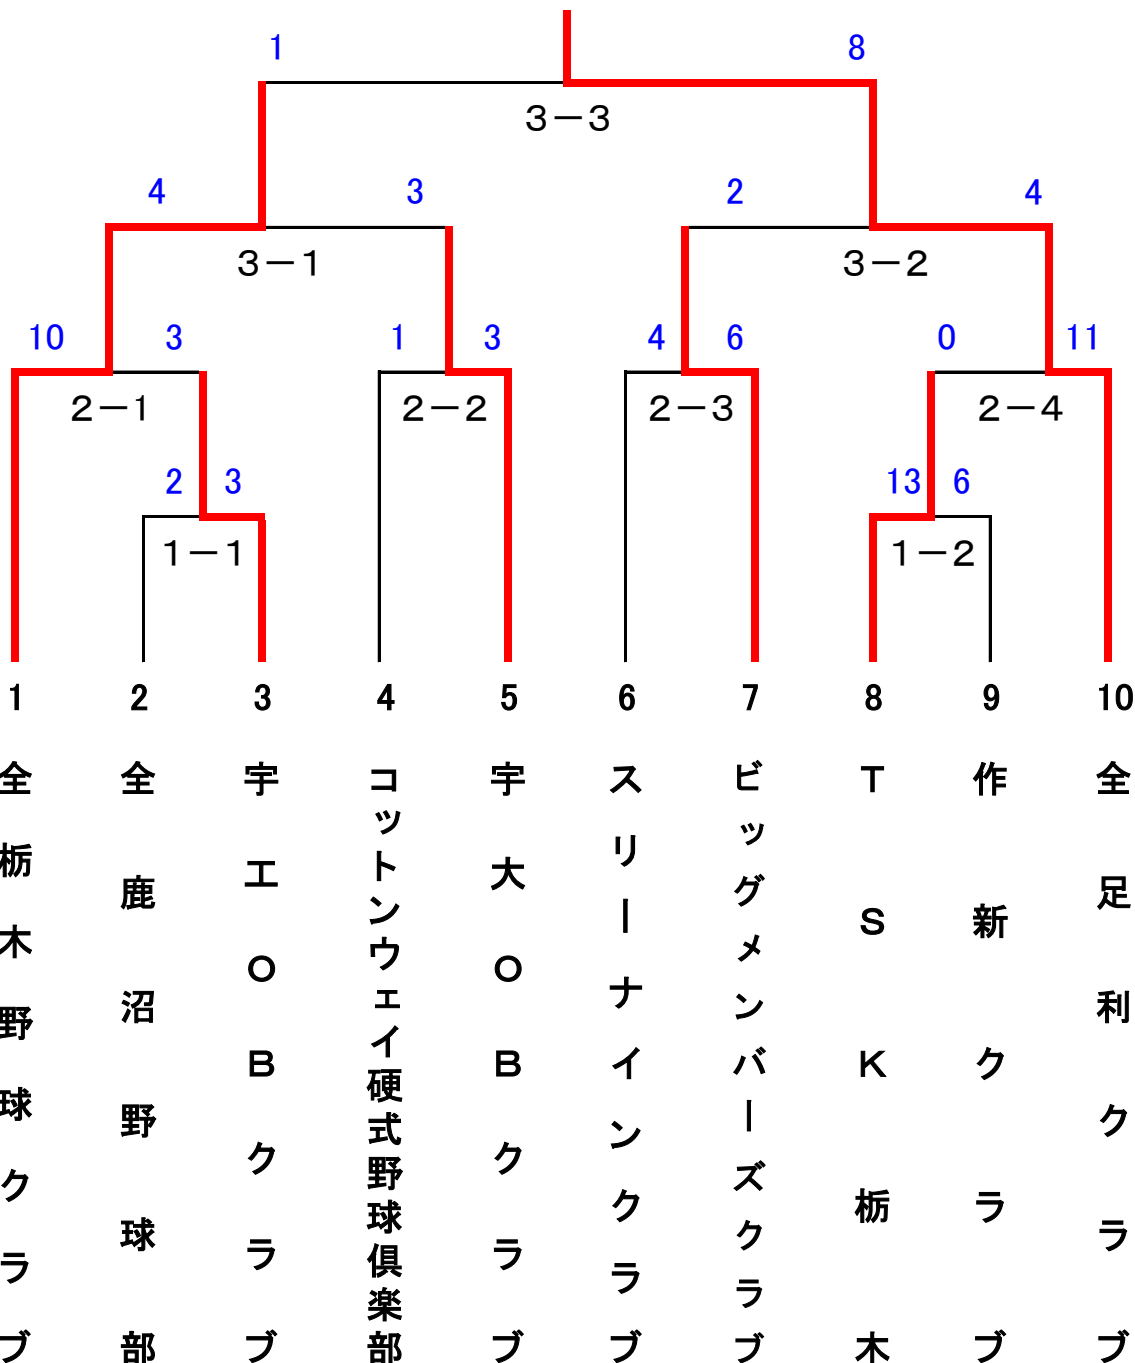 1 8
3－3
4 3 2 4
3－1 3－2
10 3 1 3 4 6 0 11
2－1 2－2 2－3 2－4
2 3 13 6
1－1 1－2
1 2 3 4 5 6 7 8 9 10
全栃木野球クラブ
全鹿沼野球部
宇工ＯＢクラブ
コットンウェイ硬式野球倶楽部
宇大ＯＢクラブ
スリーナインクラブ
ビッグメンバーズクラブ
ＴＳＫ栃木
作新クラブ
全足利クラブ